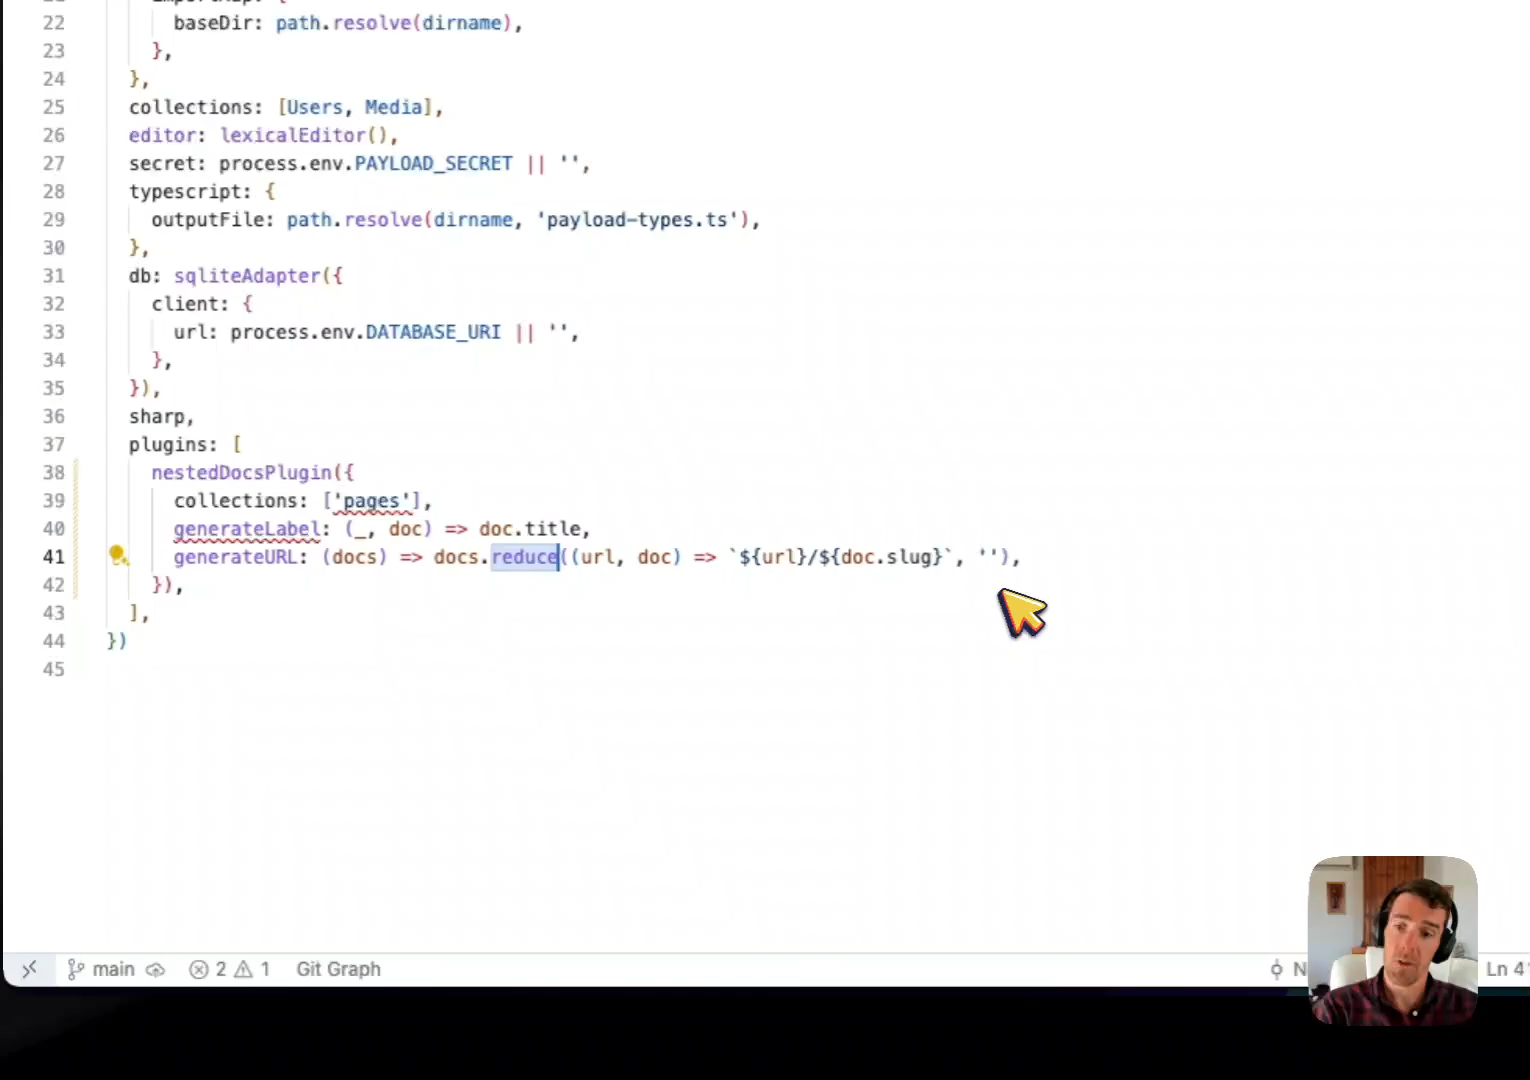 22 baseDir: path.resolve(dirname),
23 },
24 },
25 collections: [Users, Media],
26 editor: lexicalEditor(),
27 secret: process.env.PAYLOAD_SECRET || '',
28 typescript: {
29 outputFile: path.resolve(dirname, 'payload-types.ts'),
30 },
31 db: sqliteAdapter({
32 client: {
33 url: process.env.DATABASE_URI || '',
34 },
35 }),
36 sharp,
37 plugins: [
38 nestedDocsPlugin({
39 collections: ['pages'],
40 generateLabel: (_, doc) => doc.title,
41 generateURL: (docs) => docs.reduce((url, doc) => `${url}/${doc.slug}`, ''),
42 }),
43 ],
44 })
45
main 2 1 Git Graph Ln 41